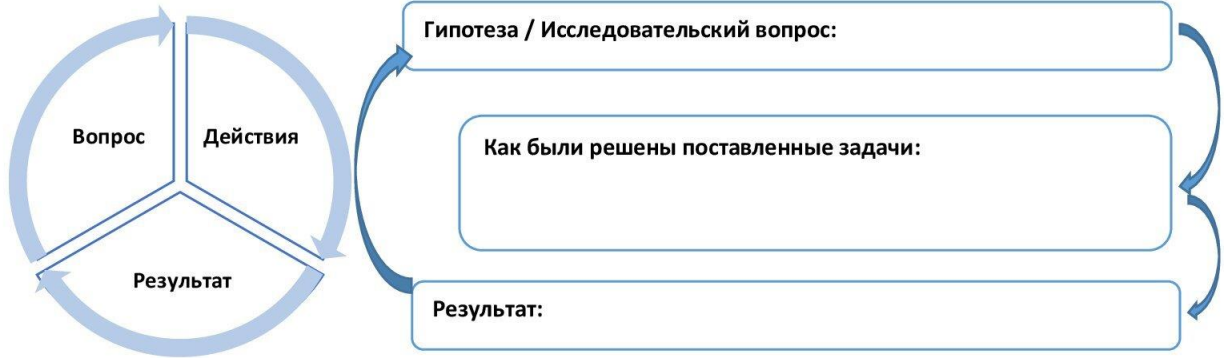 Гипотеза / Исследовательский вопрос:
Вопрос
Действия
Как были решены поставленные задачи:
Результат
Результат: